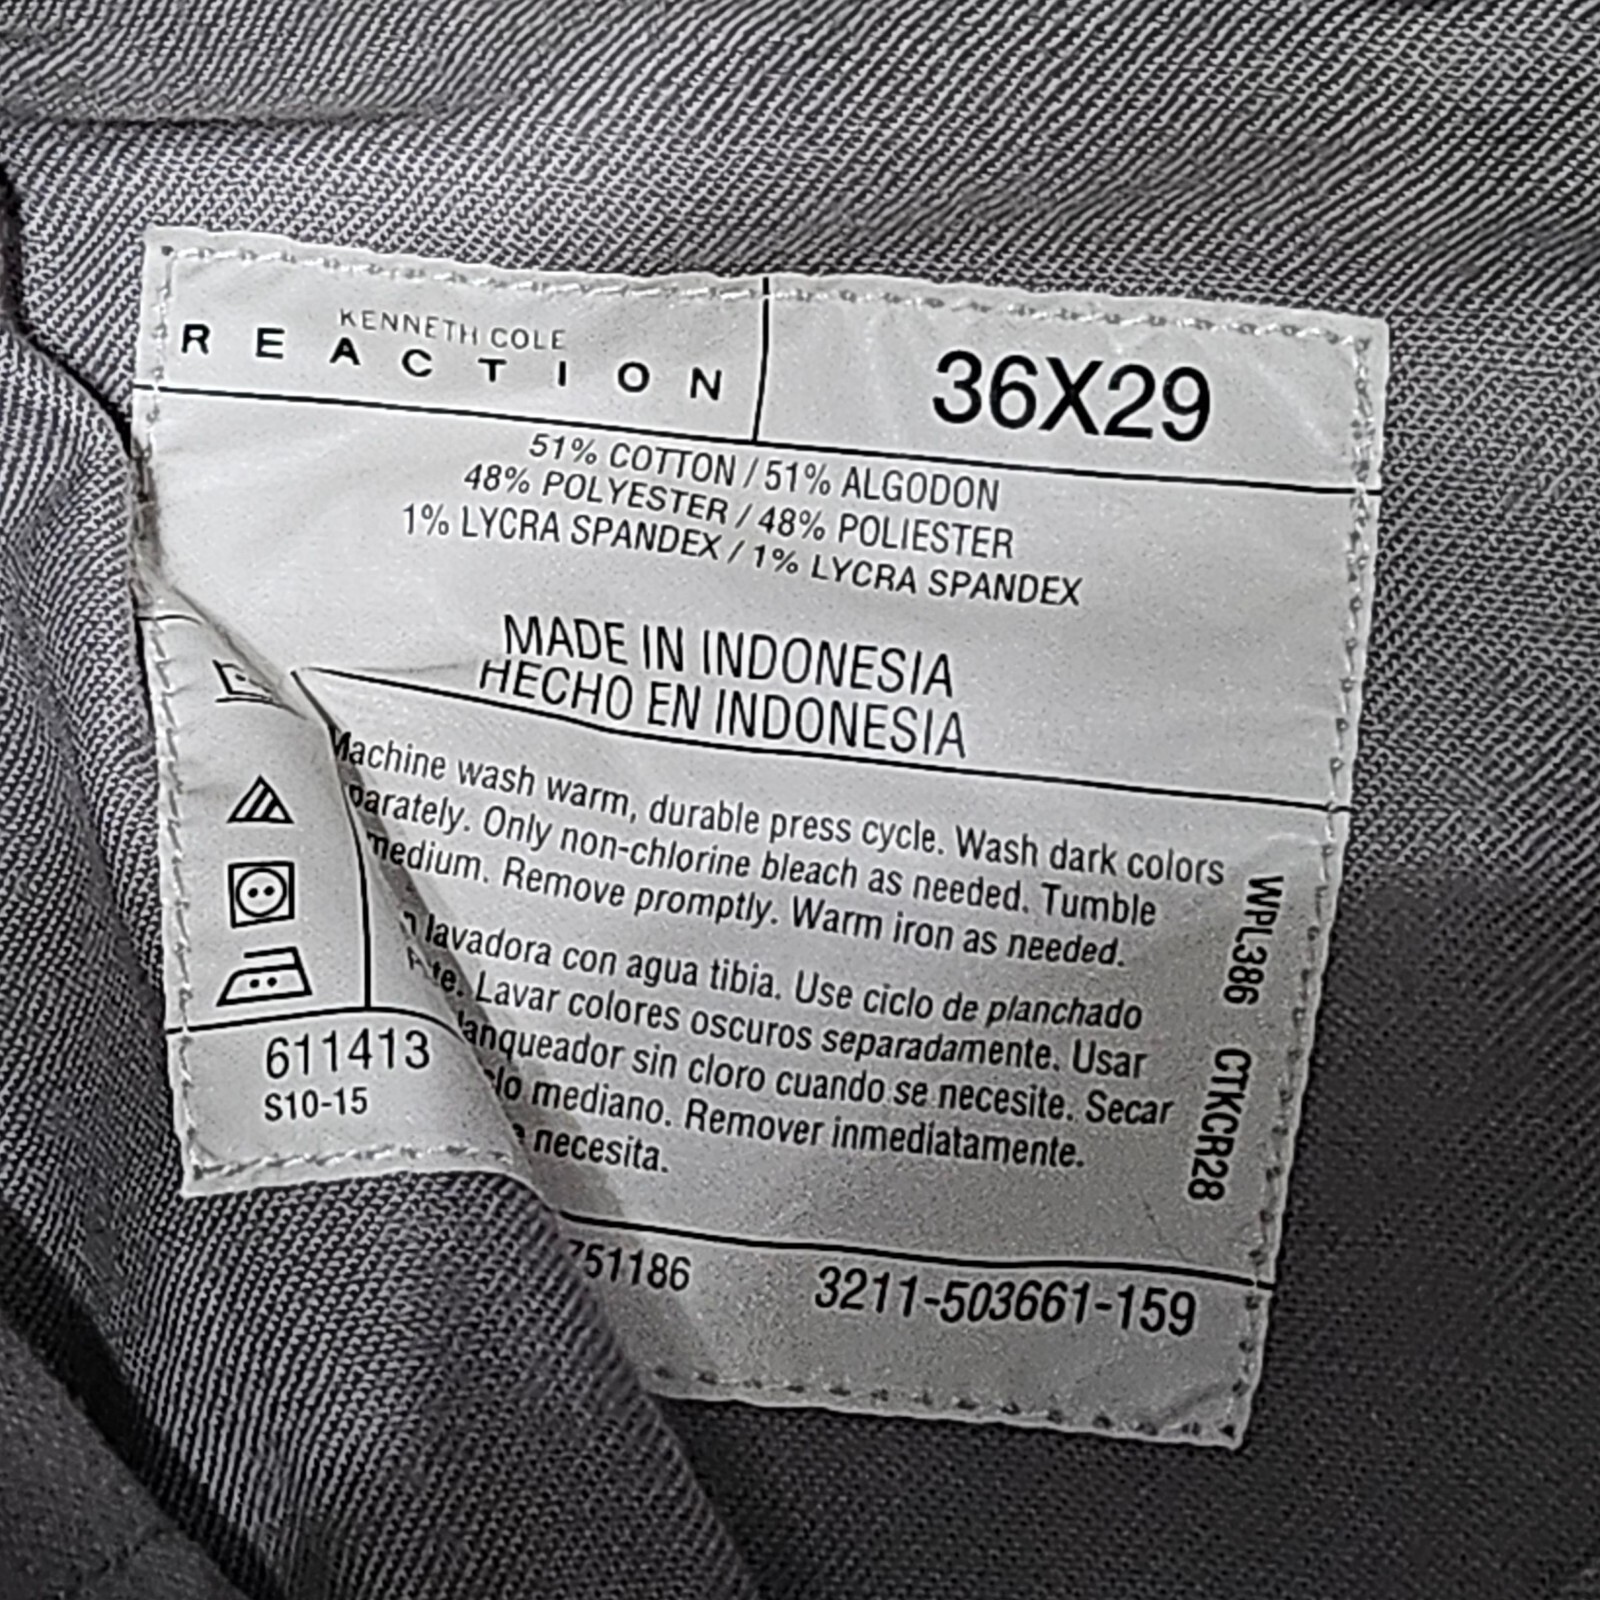 KENNETH COLE
REACTION
36X29
51% COTTON / 51% ALGODON
48% POLYESTER / 48% POLIESTER
1% LYCRA SPANDEX / 1% LYCRA SPANDEX
MADE IN INDONESIA
HECHO EN INDONESIA
Machine wash warm, durable press cycle. Wash dark colors
parately. Only non-chlorine bleach as needed. Tumble
medium. Remove promptly. Warm iron as needed.
lavadora con agua tibia. Use ciclo de planchado
te. Lavar colores oscuros separadamente. Usar
lanqueador sin cloro cuando se necesite. Secar
lo mediano. Remover inmediatamente.
necesita.
WPL386 CTKCR28
611413
S10-15
751186 3211-503661-159